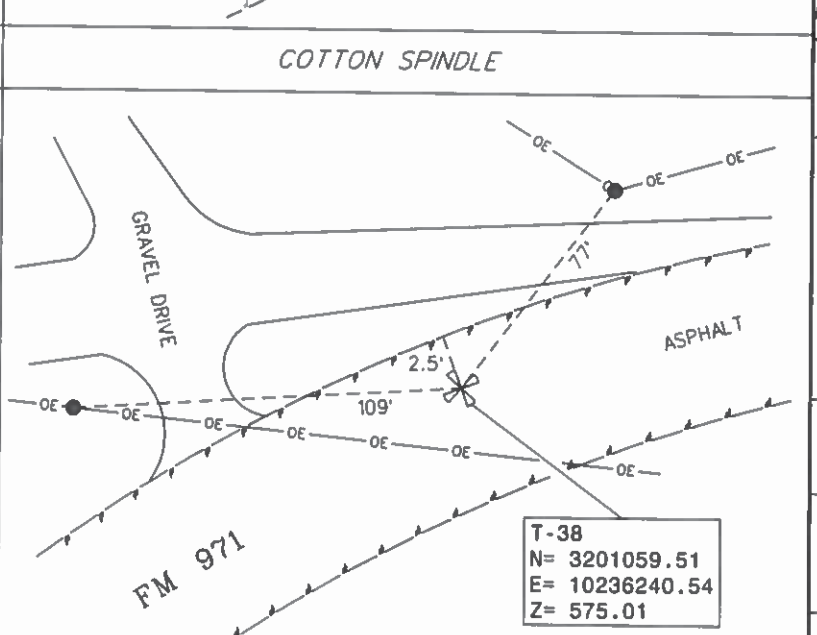 COTTON SPINDLE
OE
OE
OE
GRAVEL DRIVE
77'
ASPHALT
2.5'
109'
OE
OE
OE
OE
OE
OE
OE
FM 971
T-38
N= 3201059.51
E= 10236240.54
Z= 575.01